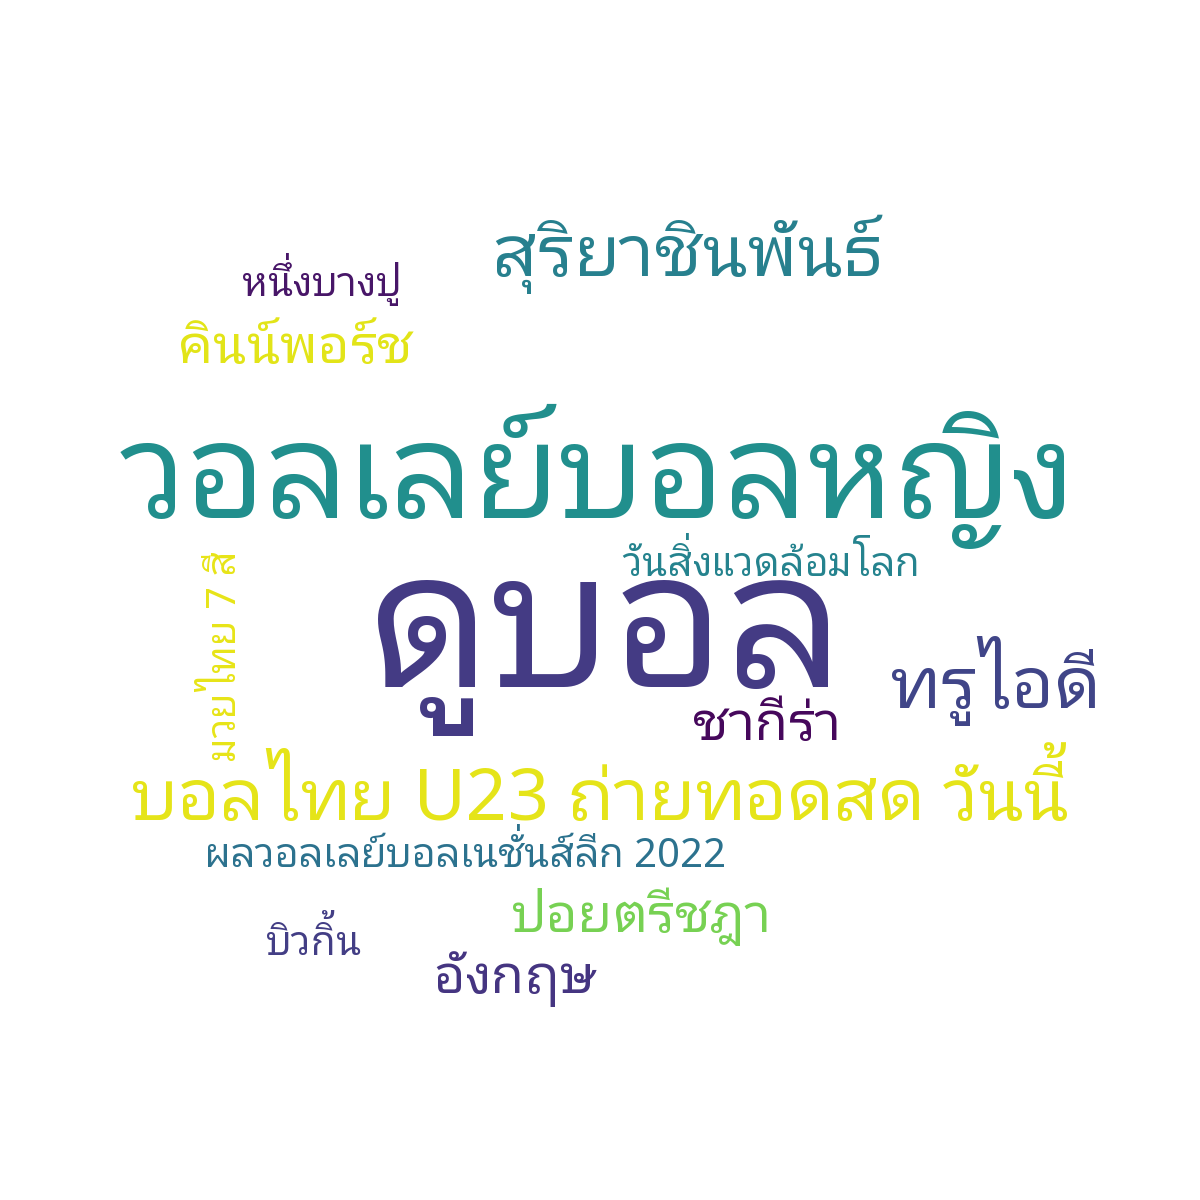 สุริยาชินพันธ์
หนึ่งบางปู
คินน์พอร์ช
วอลเลย์บอลหญิง
วันสิ่งแวดล้อมโลก
ดูบอล
มวยไทย 7 สี
ทรูไอดี
ชากีร่า
บอลไทย U23 ถ่ายทอดสด วันนี้
ผลวอลเลย์บอลเนชั่นส์ลีก 2022
ปอยตรีชฎา
บิวกิ้น
อังกฤษ